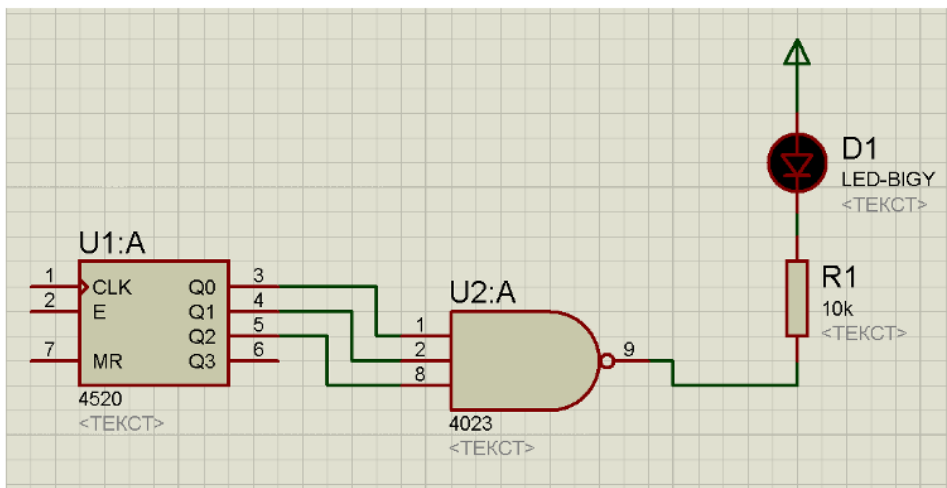 D1
LED-BIGY
<ТЕКСТ>
U1:A
1 CLK Q0 3
2 E Q1 4
Q2 5
7 MR Q3 6
4520
<ТЕКСТ>
U2:A
1
2
8
9
4023
<ТЕКСТ>
R1
10k
<ТЕКСТ>